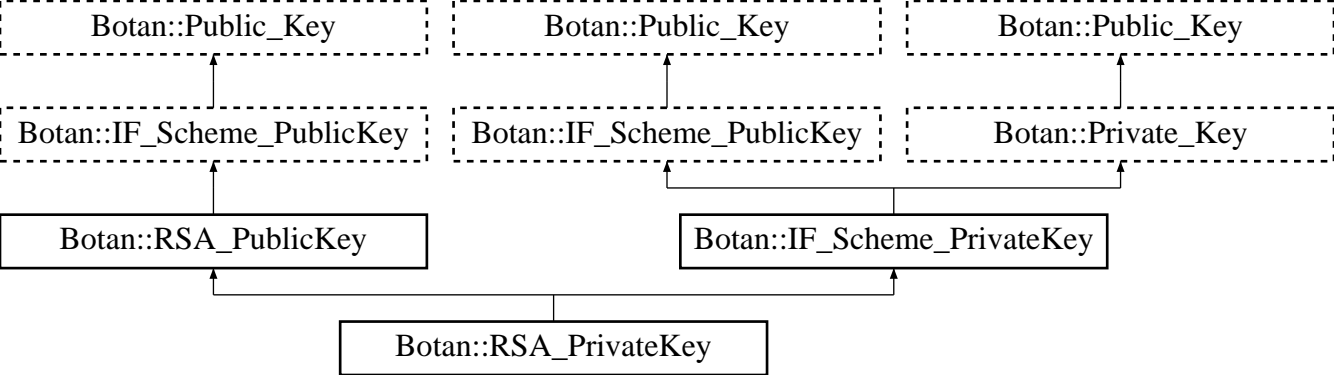 Botan::Public_Key
Botan::Public_Key
Botan::Public_Key
Botan::IF_Scheme_PublicKey
Botan::IF_Scheme_PublicKey
Botan::Private_Key
Botan::RSA_PublicKey
Botan::IF_Scheme_PrivateKey
Botan::RSA_PrivateKey